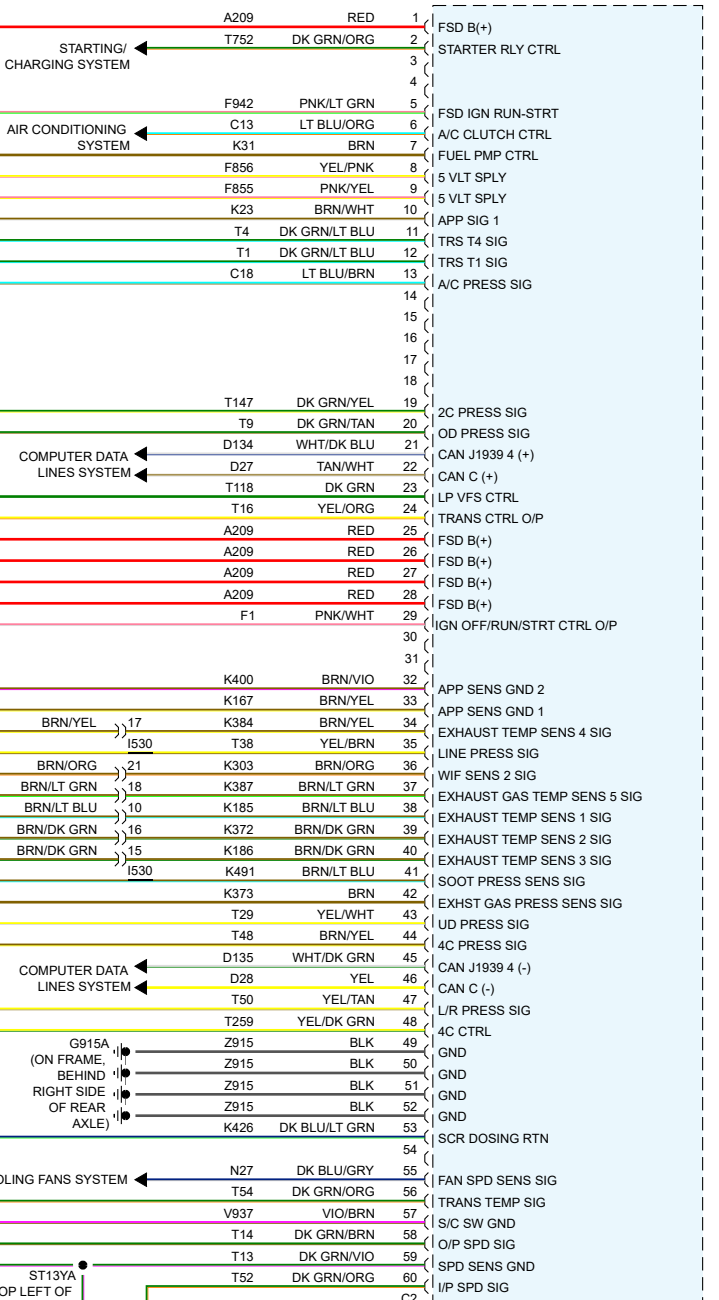 A209 RED 1 FSD B(+)
T752 DK GRN/ORG 2 STARTER RLY CTRL
STARTING/
CHARGING SYSTEM
3
4
F942 PNK/LT GRN 5 FSD IGN RUN-STRT
C13 LT BLU/ORG 6 A/C CLUTCH CTRL
AIR CONDITIONING
SYSTEM
K31 BRN 7 FUEL PMP CTRL
F856 YEL/PNK 8 5 VLT SPLY
F855 PNK/YEL 9 5 VLT SPLY
K23 BRN/WHT 10 APP SIG 1
T4 DK GRN/LT BLU 11 TRS T4 SIG
T1 DK GRN/LT BLU 12 TRS T1 SIG
C18 LT BLU/BRN 13 A/C PRESS SIG
14
15
16
17
18
T147 DK GRN/YEL 19 2C PRESS SIG
T9 DK GRN/TAN 20 OD PRESS SIG
D134 WHT/DK BLU 21 CAN J1939 4 (+)
COMPUTER DATA
LINES SYSTEM
D27 TAN/WHT 22 CAN C (+)
T118 DK GRN 23 LP VFS CTRL
T16 YEL/ORG 24 TRANS CTRL O/P
A209 RED 25 FSD B(+)
A209 RED 26 FSD B(+)
A209 RED 27 FSD B(+)
A209 RED 28 FSD B(+)
F1 PNK/WHT 29 IGN OFF/RUN/STRT CTRL O/P
30
31
K400 BRN/VIO 32 APP SENS GND 2
K167 BRN/YEL 33 APP SENS GND 1
BRN/YEL 17 K384 BRN/YEL 34 EXHAUST TEMP SENS 4 SIG
I530 T38 YEL/BRN 35 LINE PRESS SIG
BRN/ORG 21 K303 BRN/ORG 36 WIF SENS 2 SIG
BRN/LT GRN 18 K387 BRN/LT GRN 37 EXHAUST GAS TEMP SENS 5 SIG
BRN/LT BLU 10 K185 BRN/LT BLU 38 EXHAUST TEMP SENS 1 SIG
BRN/DK GRN 16 K372 BRN/DK GRN 39 EXHAUST TEMP SENS 2 SIG
BRN/DK GRN 15 K186 BRN/DK GRN 40 EXHAUST TEMP SENS 3 SIG
I530 K491 BRN/LT BLU 41 SOOT PRESS SENS SIG
K373 BRN 42 EXHST GAS PRESS SENS SIG
T29 YEL/WHT 43 UD PRESS SIG
T48 BRN/YEL 44 4C PRESS SIG
D135 WHT/DK GRN 45 CAN J1939 4 (-)
COMPUTER DATA
LINES SYSTEM
D28 YEL 46 CAN C (-)
T50 YEL/TAN 47 L/R PRESS SIG
T259 YEL/DK GRN 48 4C CTRL
G915A
(ON FRAME,
BEHIND
RIGHT SIDE
OF REAR
AXLE)
Z915 BLK 49 GND
Z915 BLK 50 GND
Z915 BLK 51 GND
Z915 BLK 52 GND
K426 DK BLU/LT GRN 53 SCR DOSING RTN
54
OLING FANS SYSTEM N27 DK BLU/GRY 55 FAN SPD SENS SIG
T54 DK GRN/ORG 56 TRANS TEMP SIG
V937 VIO/BRN 57 S/C SW GND
T14 DK GRN/BRN 58 O/P SPD SIG
T13 DK GRN/VIO 59 SPD SENS GND
ST13YA
OP LEFT OF
T52 DK GRN/ORG 60 I/P SPD SIG
C2